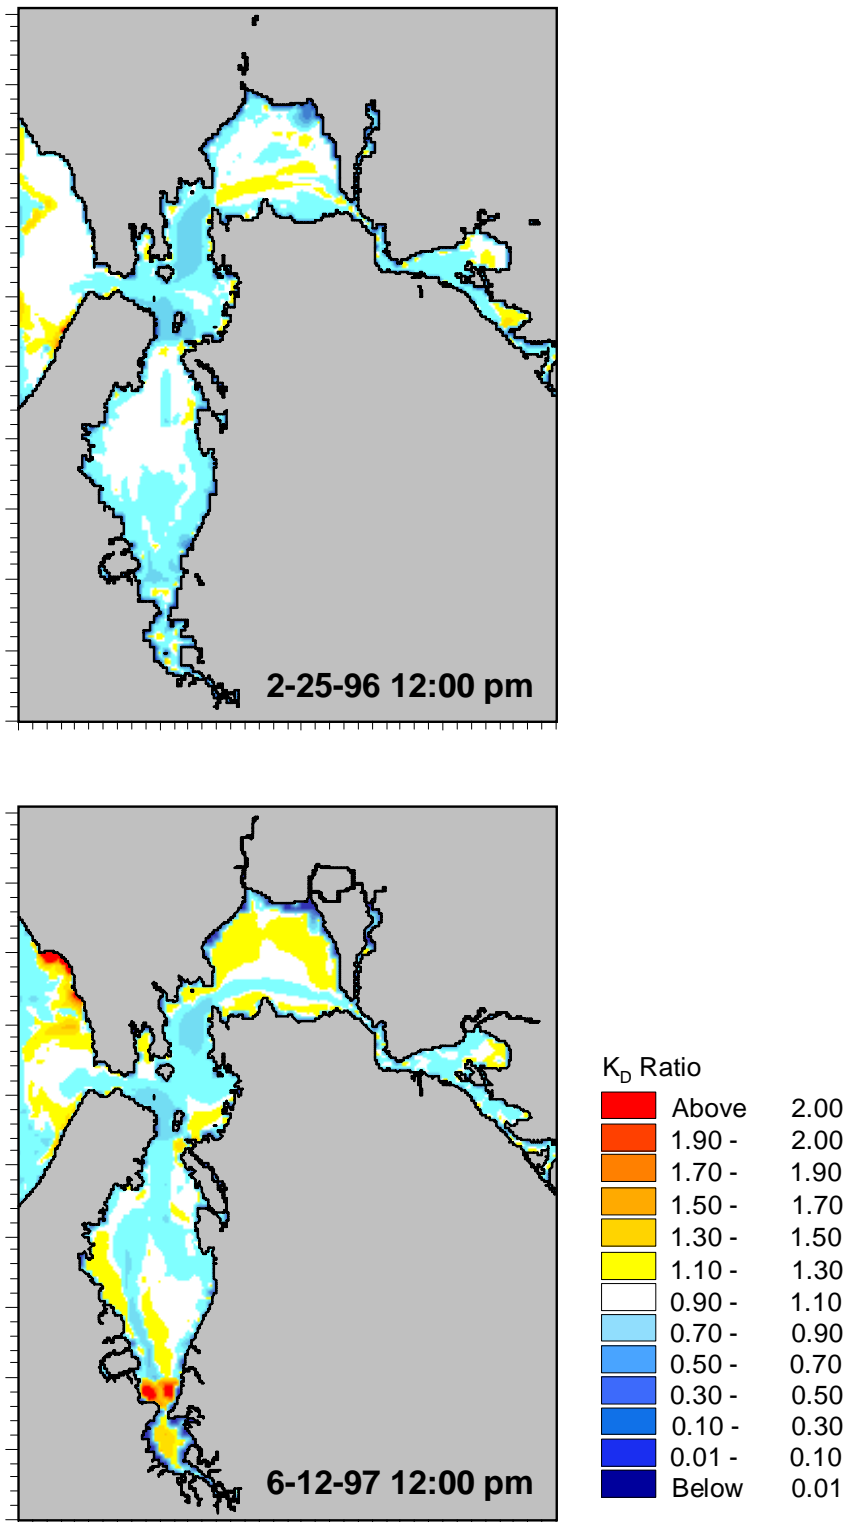 2-25-96 12:00 pm
6-12-97 12:00 pm
KD Ratio
Above 2.00
1.90 - 2.00
1.70 - 1.90
1.50 - 1.70
1.30 - 1.50
1.10 - 1.30
0.90 - 1.10
0.70 - 0.90
0.50 - 0.70
0.30 - 0.50
0.10 - 0.30
0.01 - 0.10
Below 0.01